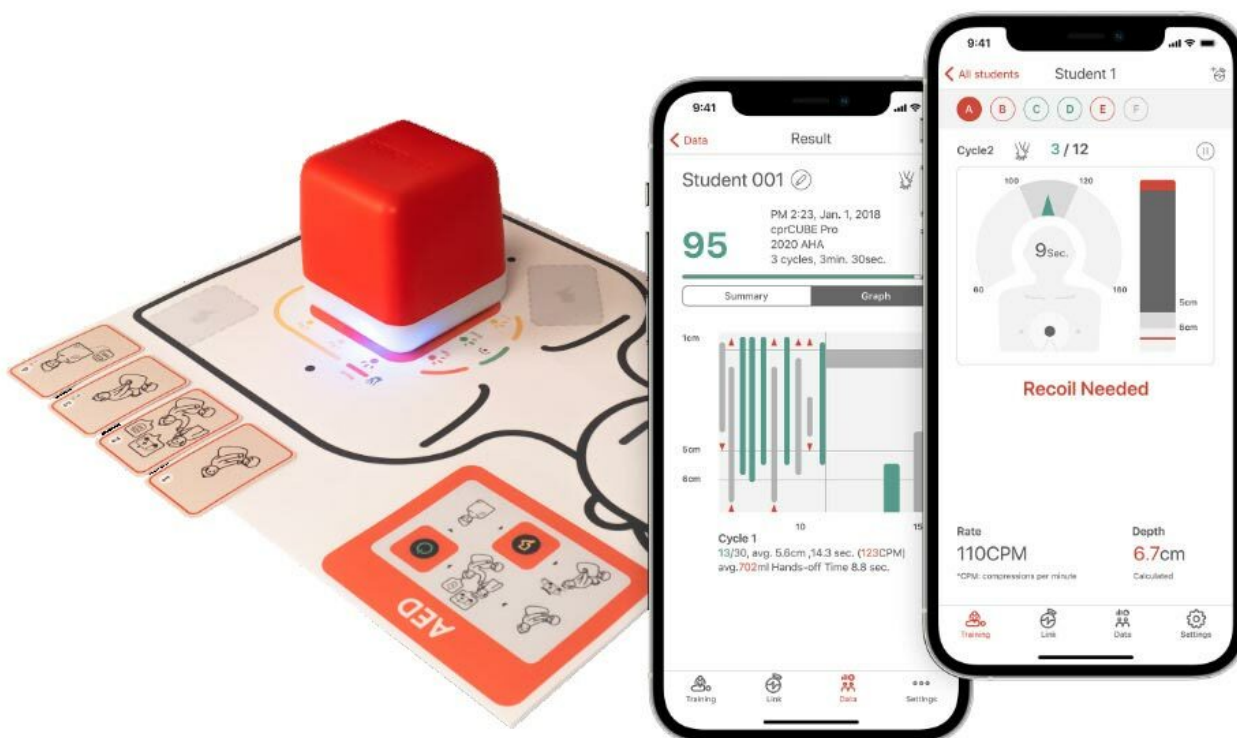 AED
9:41
Data
Result
Student 001
95
PM 2:23, Jan. 1, 2018
cprCUBE Pro
2020 AHA
3 cycles, 3min. 30sec.
Summary
Graph
1cm
5cm
6cm
10
15
Cycle 1
13/30, avg. 5.6cm ,14.3 sec. (123CPM)
avg.702ml Hands-off Time 8.8 sec.
Training
Link
Data
Settings
9:41
All students
Student 1
A B C D E F
Cycle2
3 / 12
100
130
60
160
9Sec.
5cm
6cm
Recoil Needed
Rate
Depth
110CPM
6.7cm
*CPM: compressions per minute
Calculated
Training
Link
Data
Settings